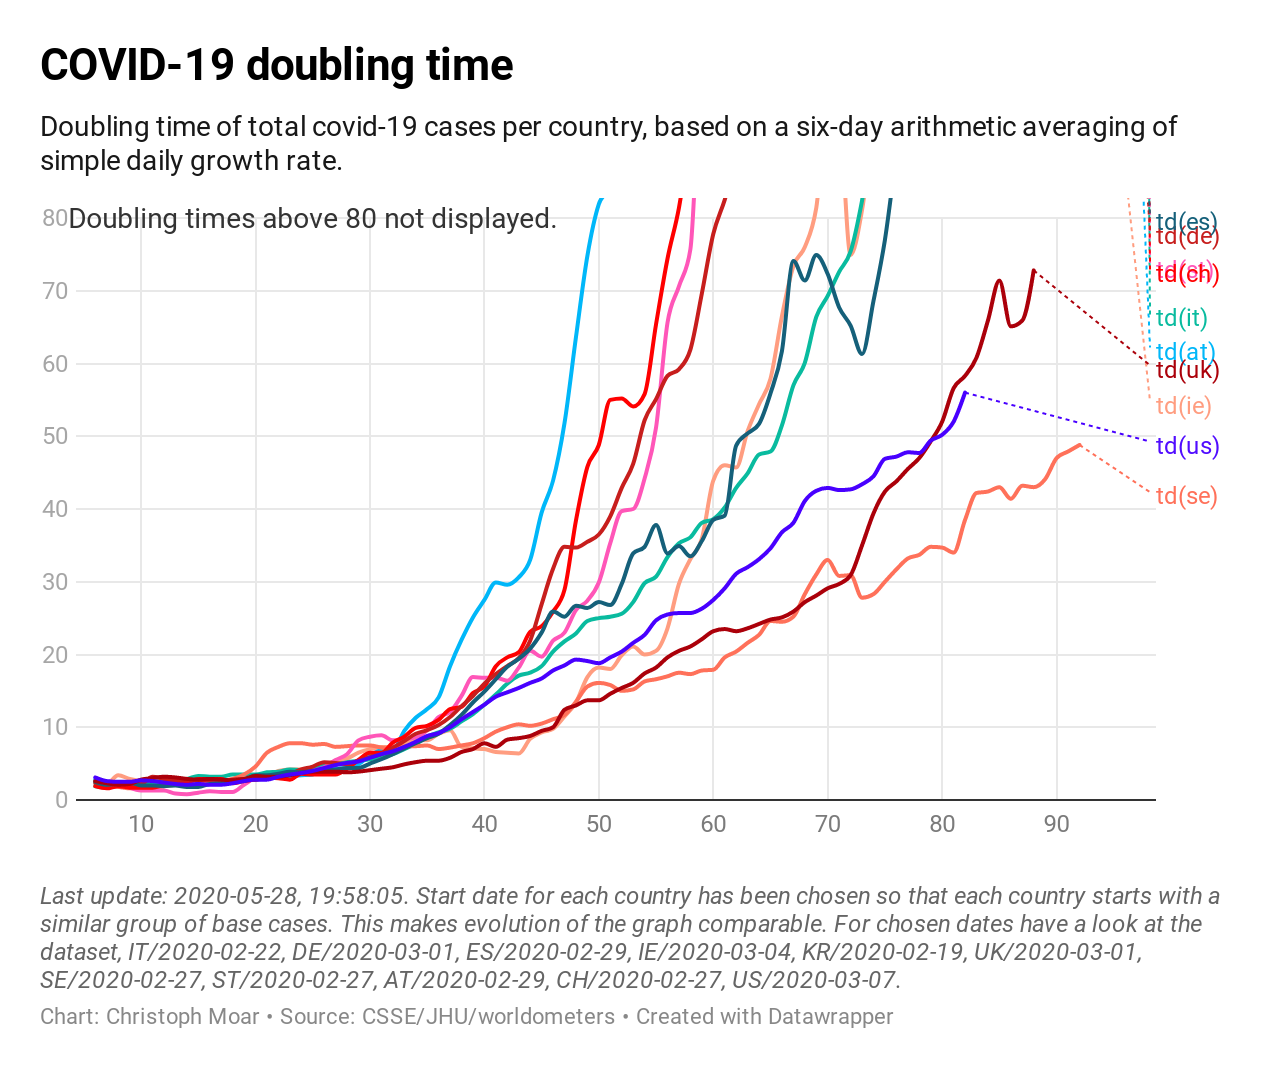 COVID-19 doubling time
Doubling time of total covid-19 cases per country, based on a six-day arithmetic averaging of
simple daily growth rate.
80
Doubling times above 80 not displayed.
td(es)
td(de)
70
td(ch)
td(it)
td(at)
60
td(uk)
td(ie)
50
td(us)
td(se)
40
30
20
10
0
10 20 30 40 50 60 70 80 90
Last update: 2020-05-28, 19:58:05. Start date for each country has been chosen so that each country starts with a
similar group of base cases. This makes evolution of the graph comparable. For chosen dates have a look at the
dataset, IT/2020-02-22, DE/2020-03-01, ES/2020-02-29, IE/2020-03-04, KR/2020-02-19, UK/2020-03-01,
SE/2020-02-27, ST/2020-02-27, AT/2020-02-29, CH/2020-02-27, US/2020-03-07.
Chart: Christoph Moar • Source: CSSE/JHU/worldometers • Created with Datawrapper